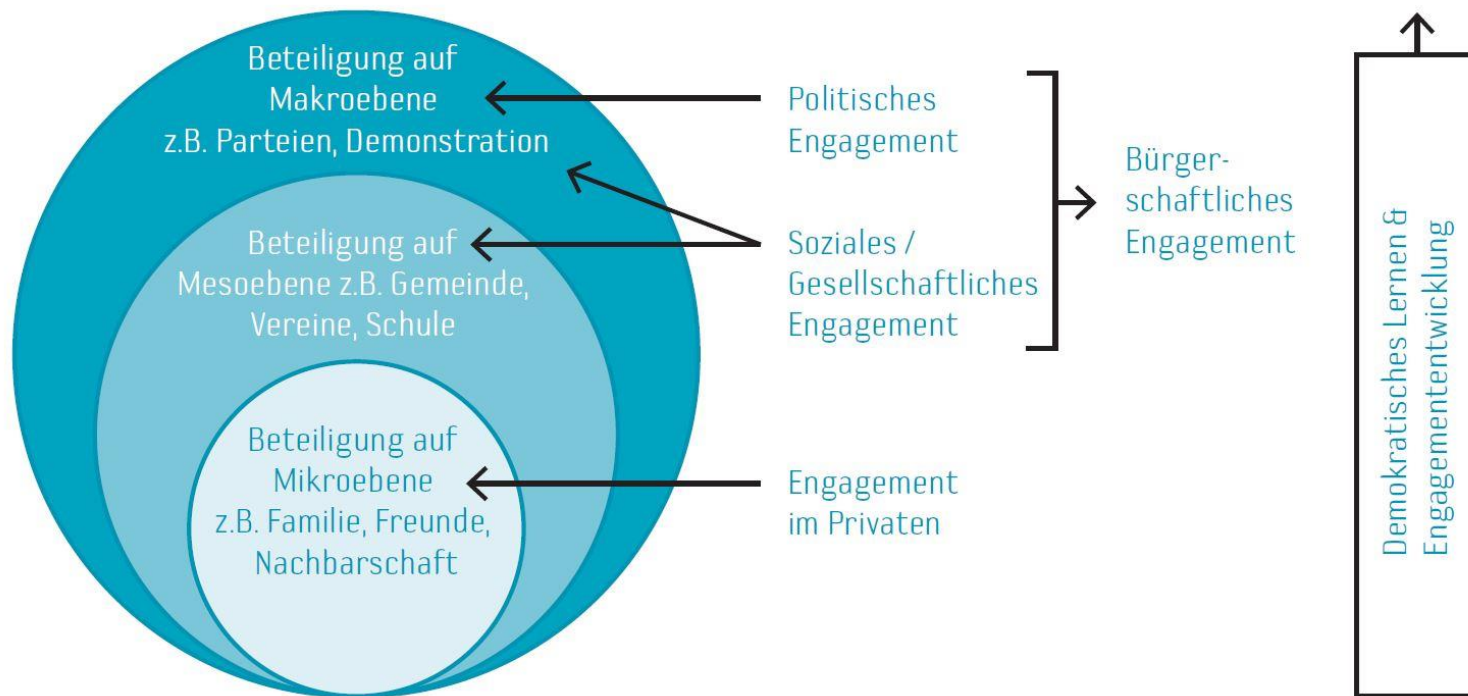 Beteiligung auf
Makroebene
z.B. Parteien, Demonstration
Beteiligung auf
Mesoebene z.B. Gemeinde,
Vereine, Schule
Beteiligung auf
Mikroebene
z.B. Familie, Freunde,
Nachbarschaft
Politisches
Engagement
Soziales /
Gesellschaftliches
Engagement
Engagement
im Privaten
Bürger-
schaftliches
Engagement
Demokratisches Lernen &
Engagemententwicklung